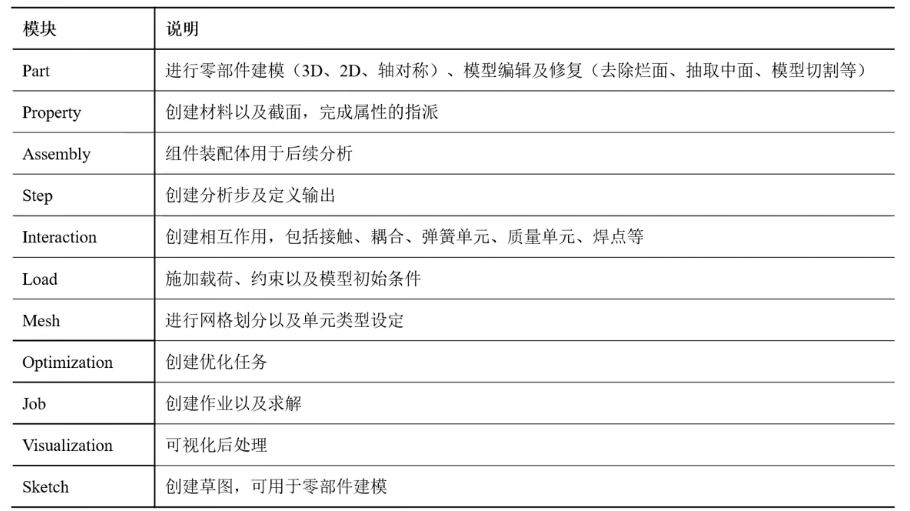 模块 说明
Part 进行零部件建模（3D、2D、轴对称）、模型编辑及修复（去除烂面、抽取中面、模型切割等）
Property 创建材料以及截面，完成属性的指派
Assembly 组件装配体用于后续分析
Step 创建分析步及定义输出
Interaction 创建相互作用，包括接触、耦合、弹簧单元、质量单元、焊点等
Load 施加载荷、约束以及模型初始条件
Mesh 进行网格划分以及单元类型设定
Optimization 创建优化任务
Job 创建作业以及求解
Visualization 可视化后处理
Sketch 创建草图，可用于零部件建模